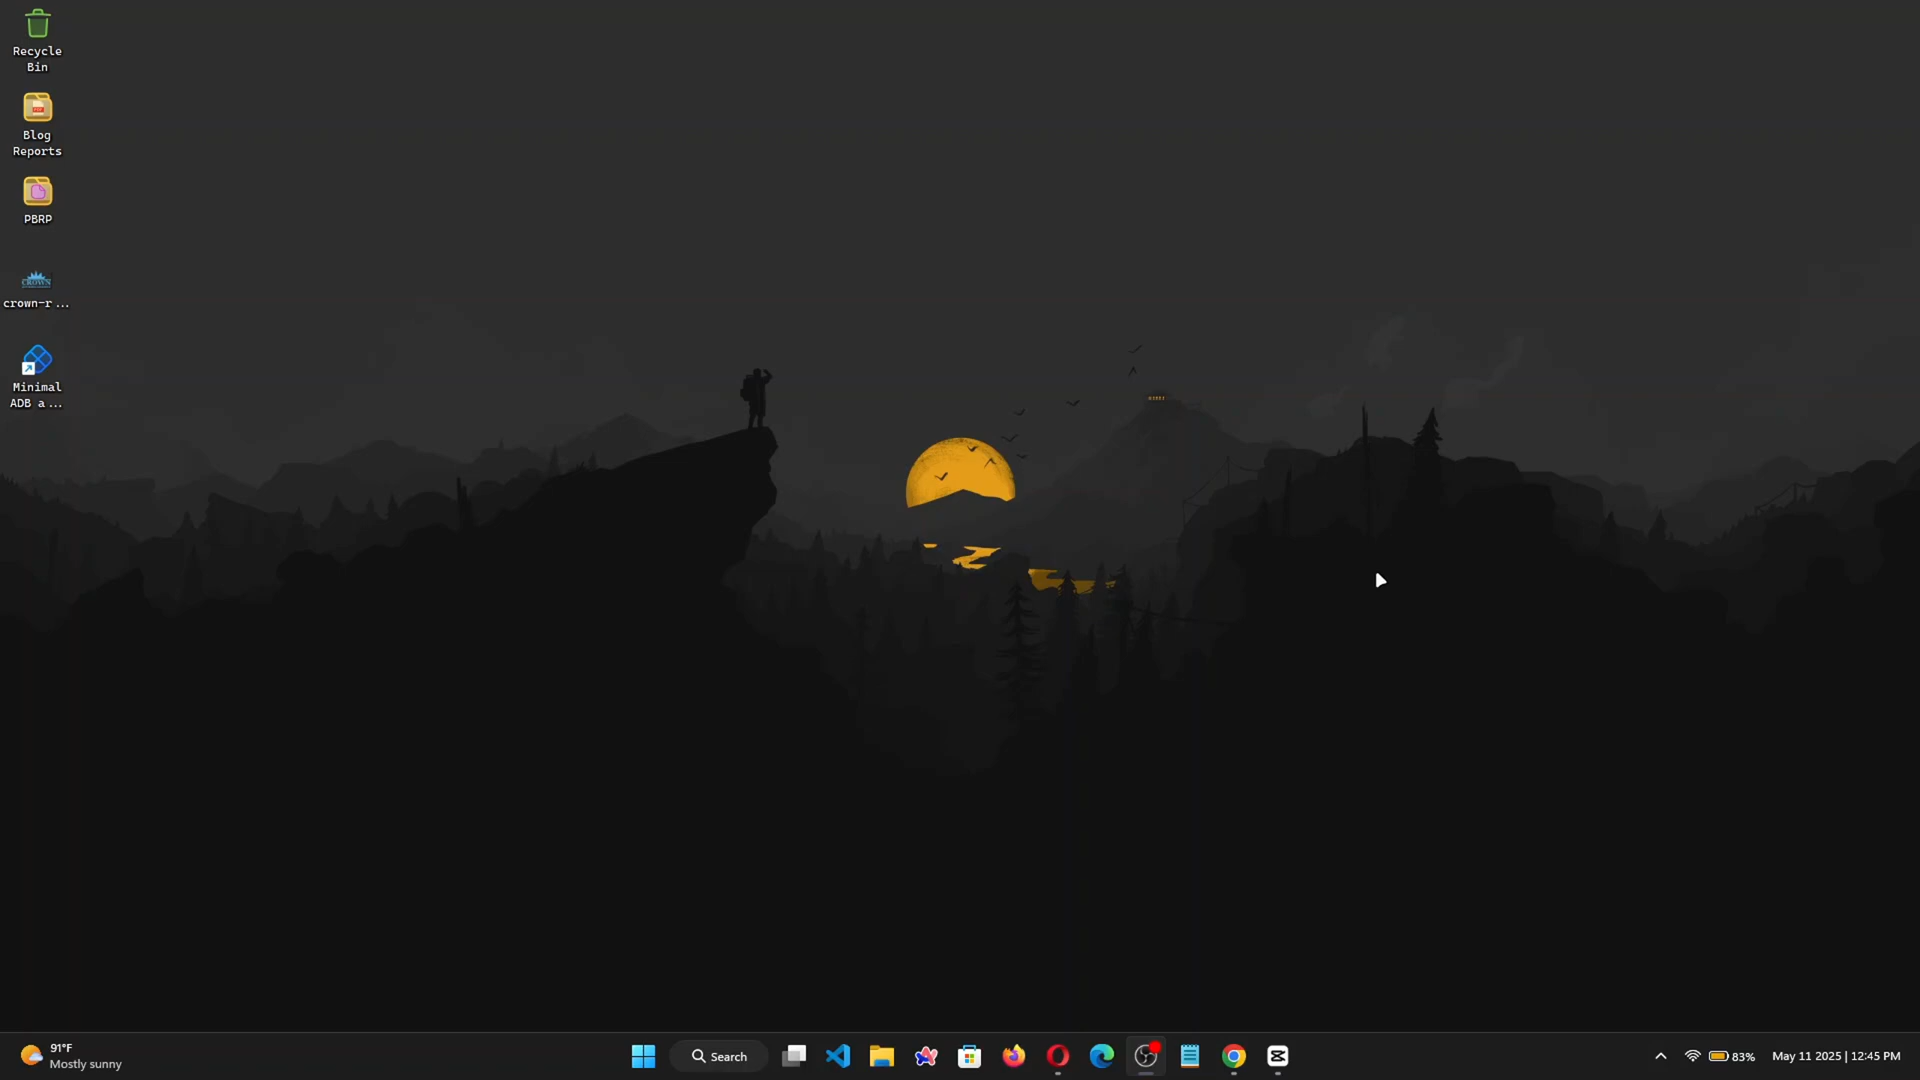 Recycle
Bin
Blog
Reports
PBRP
CROWN
crown-r ...
Minimal
ADB a ...
91°F
Mostly sunny
Search
83%
May 11 2025 | 12:45 PM